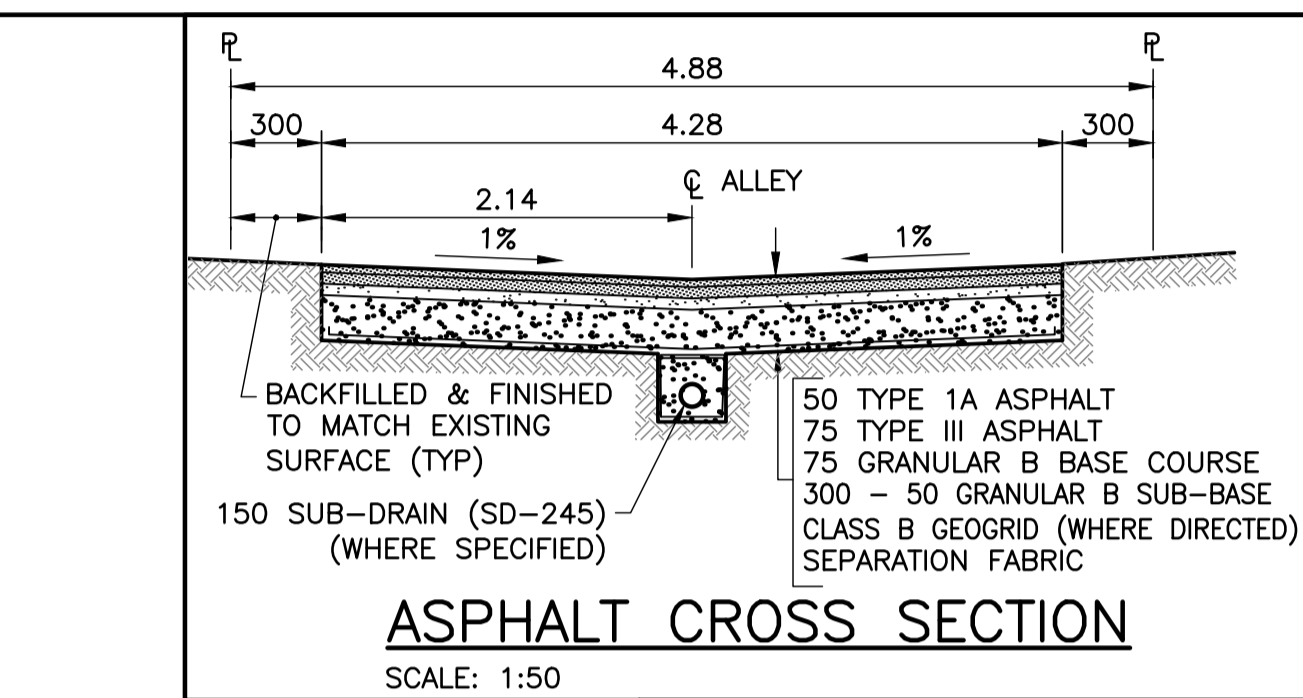 ℄ ℄
4.88
300 4.28 300
℄ ALLEY
2.14
1% 1%
BACKFILLED & FINISHED
TO MATCH EXISTING
SURFACE (TYP)
150 SUB-DRAIN (SD-245)
(WHERE SPECIFIED)
50 TYPE 1A ASPHALT
75 TYPE III ASPHALT
75 GRANULAR B BASE COURSE
300 - 50 GRANULAR B SUB-BASE
CLASS B GEOGRID (WHERE DIRECTED)
SEPARATION FABRIC
ASPHALT CROSS SECTION
SCALE: 1:50